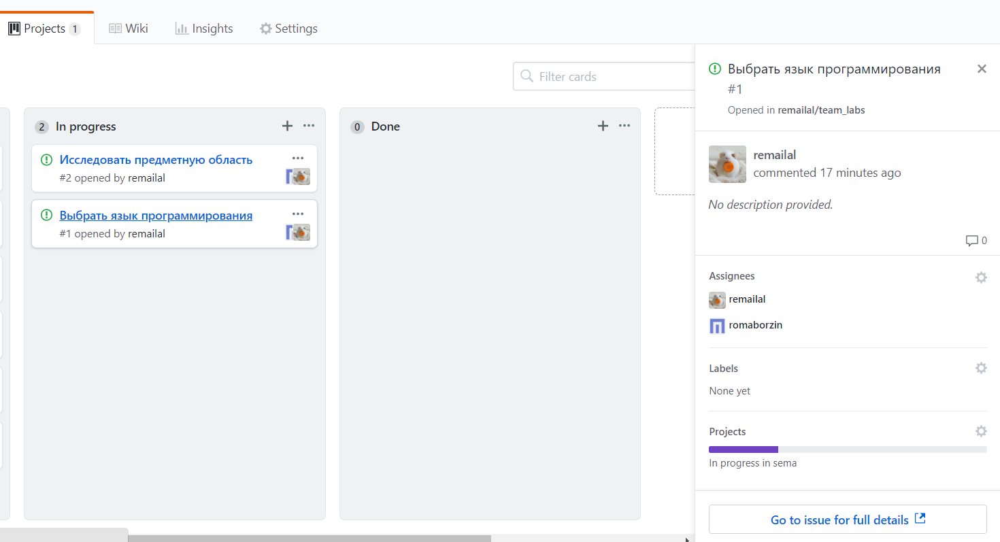 Projects 1
Wiki
Insights
Settings
Filter cards
2 In progress
Исследовать предметную область
#2 opened by remailal
Выбрать язык программирования
#1 opened by remailal
0 Done
Выбрать язык программирования
#1
Opened in remailal/team_labs
remailal
commented 17 minutes ago
No description provided.
0
Assignees
remailal
romaborzin
Labels
None yet
Projects
In progress in sema
Go to issue for full details